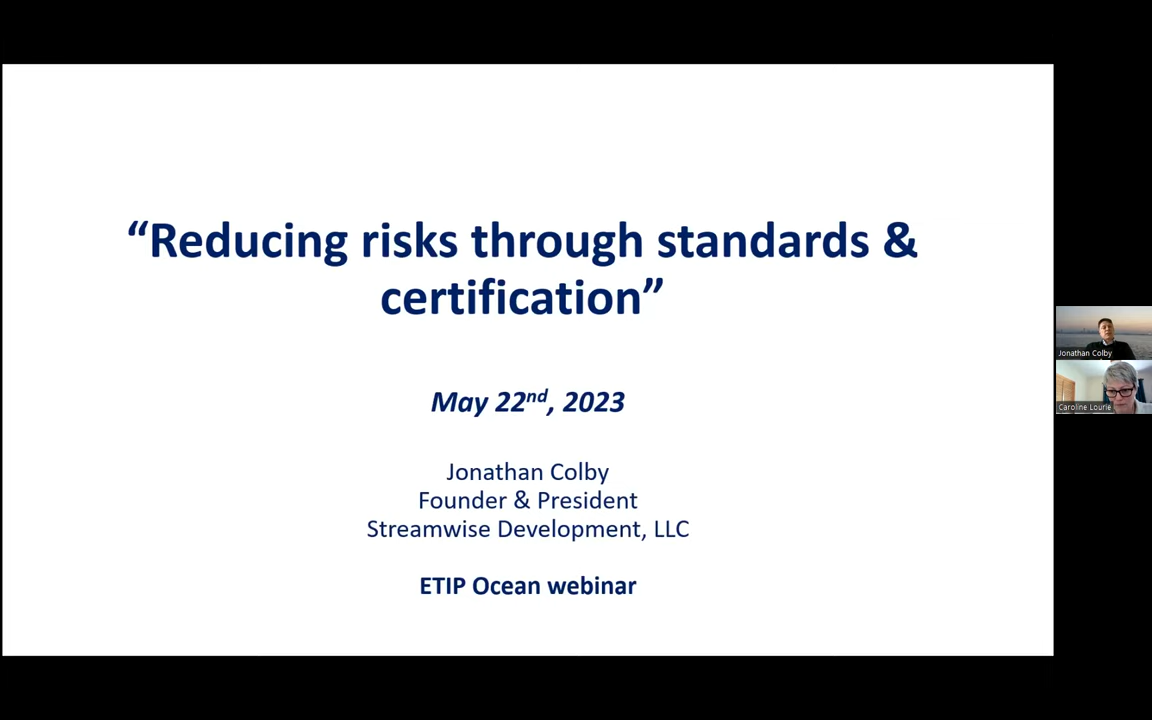 “Reducing risks through standards &
certification”
May 22nd, 2023
Jonathan Colby
Founder & President
Streamwise Development, LLC
ETIP Ocean webinar
Jonathan Colby
Caroline Lourie